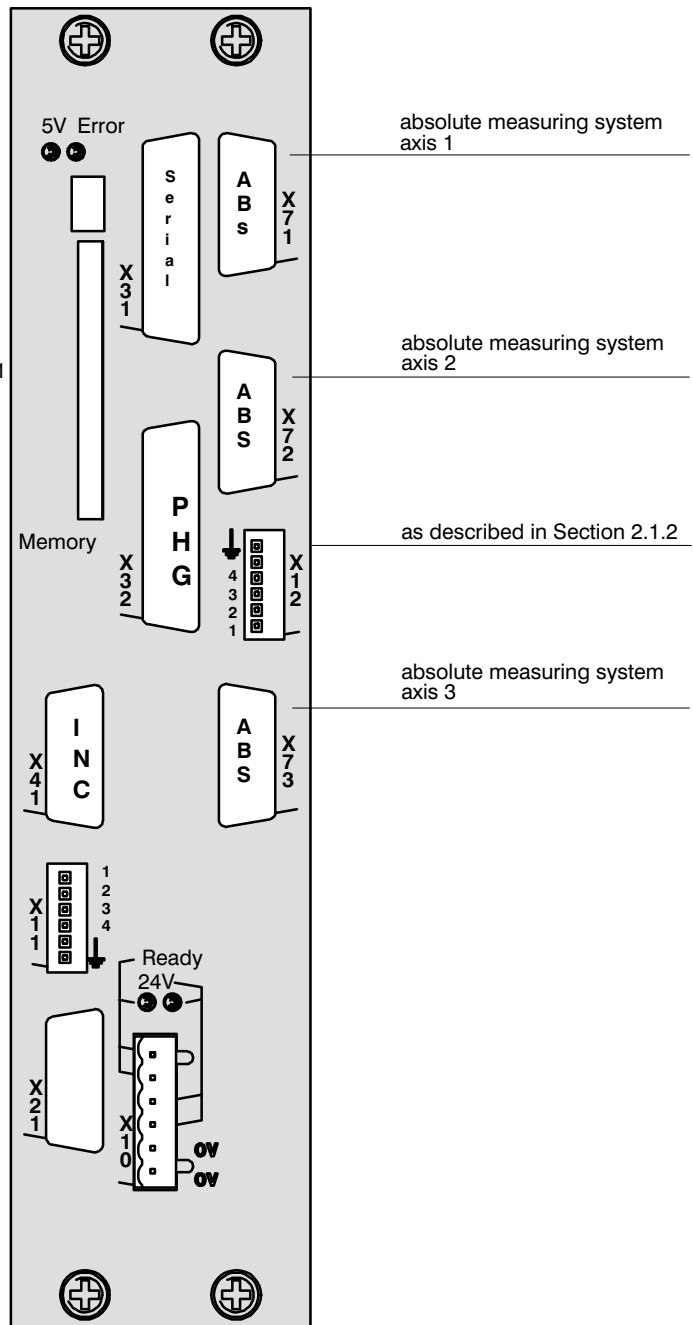 5V Error
Serial
X31
ABs
X71
absolute measuring system
axis 1
ABS
X72
absolute measuring system
axis 2
Memory
PHG
X32
4
3
2
1
X12
as described in Section 2.1.2
INC
X41
ABS
X73
absolute measuring system
axis 3
X11
1
2
3
4
Ready
24V
X21
X10
0V
0V